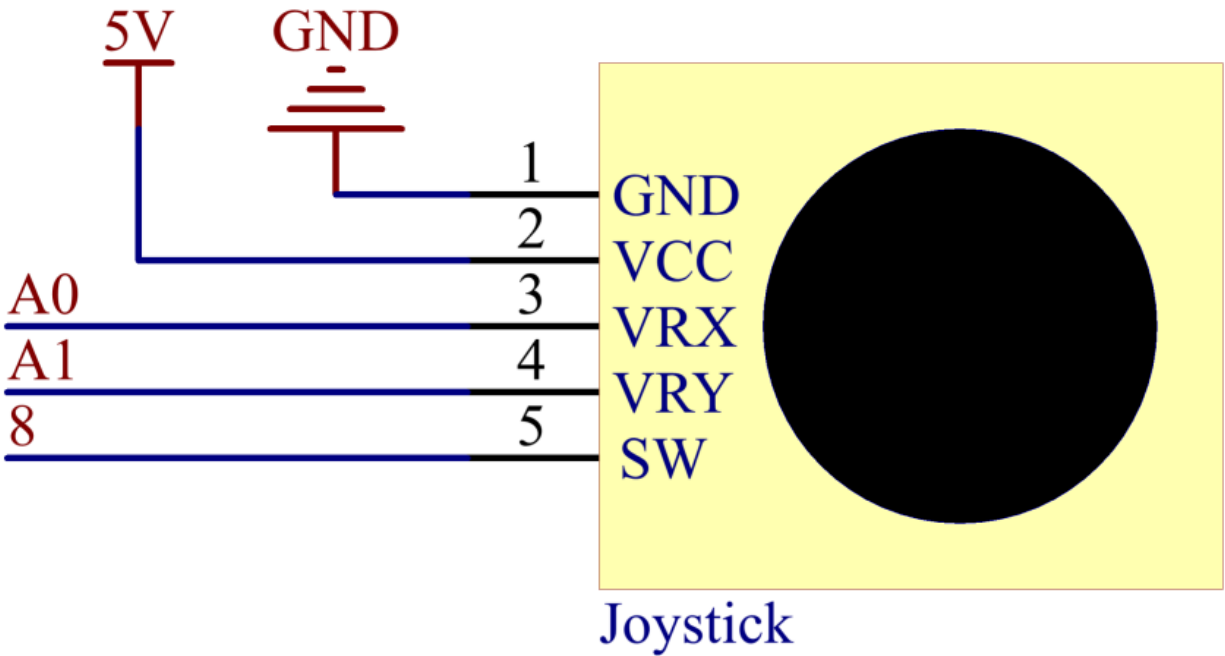 5V GND
1 GND
2 VCC
A0 3 VRX
A1 4 VRY
8 5 SW
Joystick